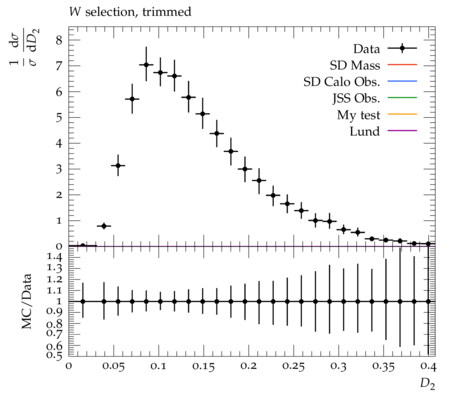 W selection, trimmed
1/σ dσ/dD₂
8
7
6
5
4
3
2
1
0
Data
SD Mass
SD Calo Obs.
JSS Obs.
My test
Lund
MC/Data
1.4
1.3
1.2
1.1
1
0.9
0.8
0.7
0.6
0.5
0 0.05 0.1 0.15 0.2 0.25 0.3 0.35 0.4
D₂